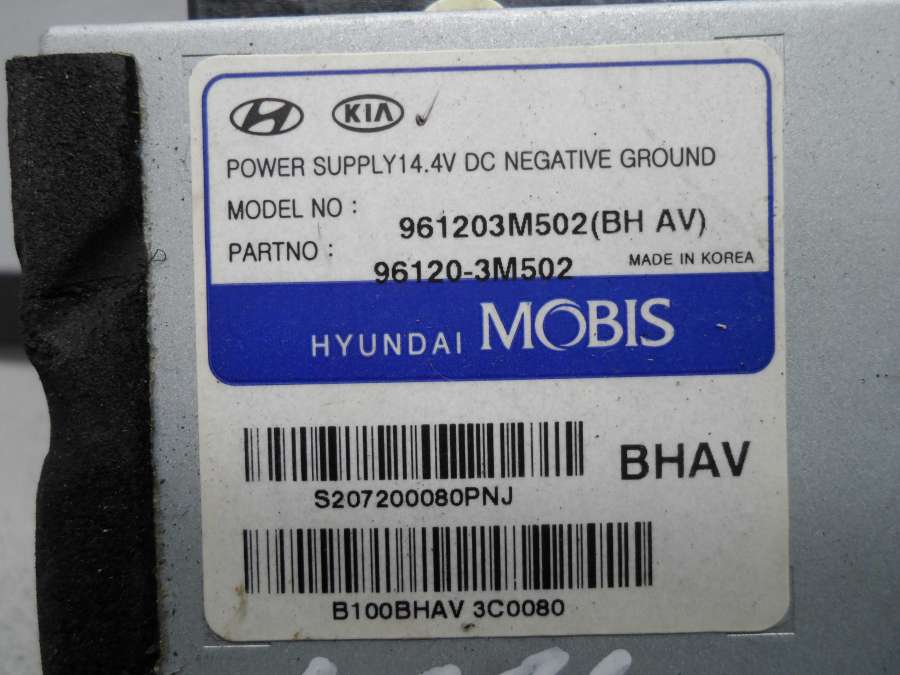 KIA
POWER SUPPLY14.4V DC NEGATIVE GROUND
MODEL NO : 961203M502(BH AV)
PARTNO : 96120-3M502
MADE IN KOREA
HYUNDAI MOBIS
BHAV
S207200080PNJ
B100BHAV 3C0080